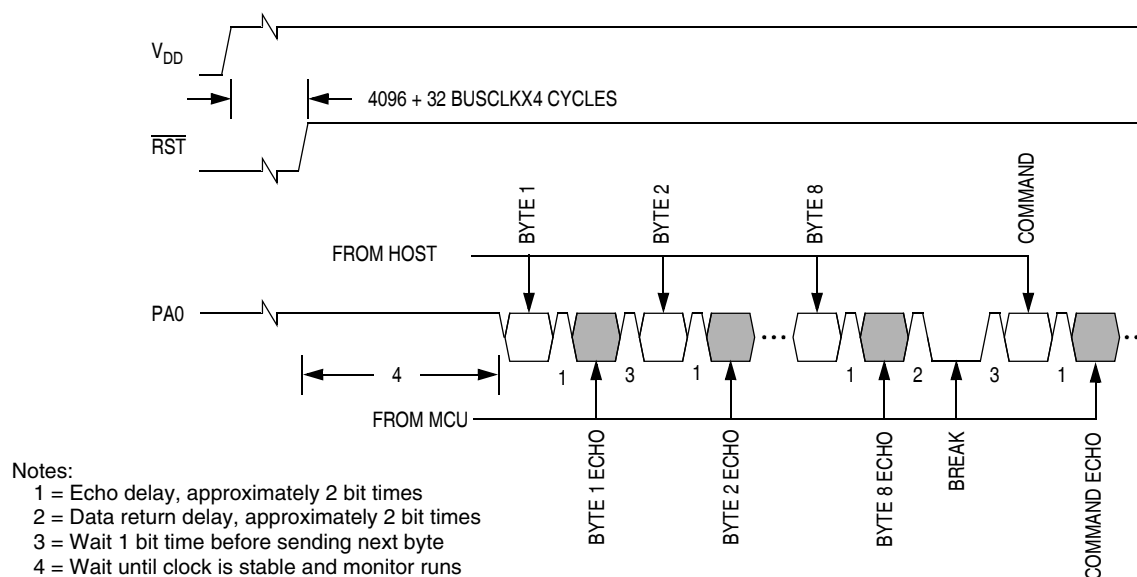 VDD
4096 + 32 BUSCLKX4 CYCLES
RST
BYTE 1
BYTE 2
BYTE 8
COMMAND
FROM HOST
PA0
4
1
3
1
1
2
3
1
FROM MCU
BYTE 1 ECHO
BYTE 2 ECHO
BYTE 8 ECHO
BREAK
COMMAND ECHO
Notes:
1 = Echo delay, approximately 2 bit times
2 = Data return delay, approximately 2 bit times
3 = Wait 1 bit time before sending next byte
4 = Wait until clock is stable and monitor runs